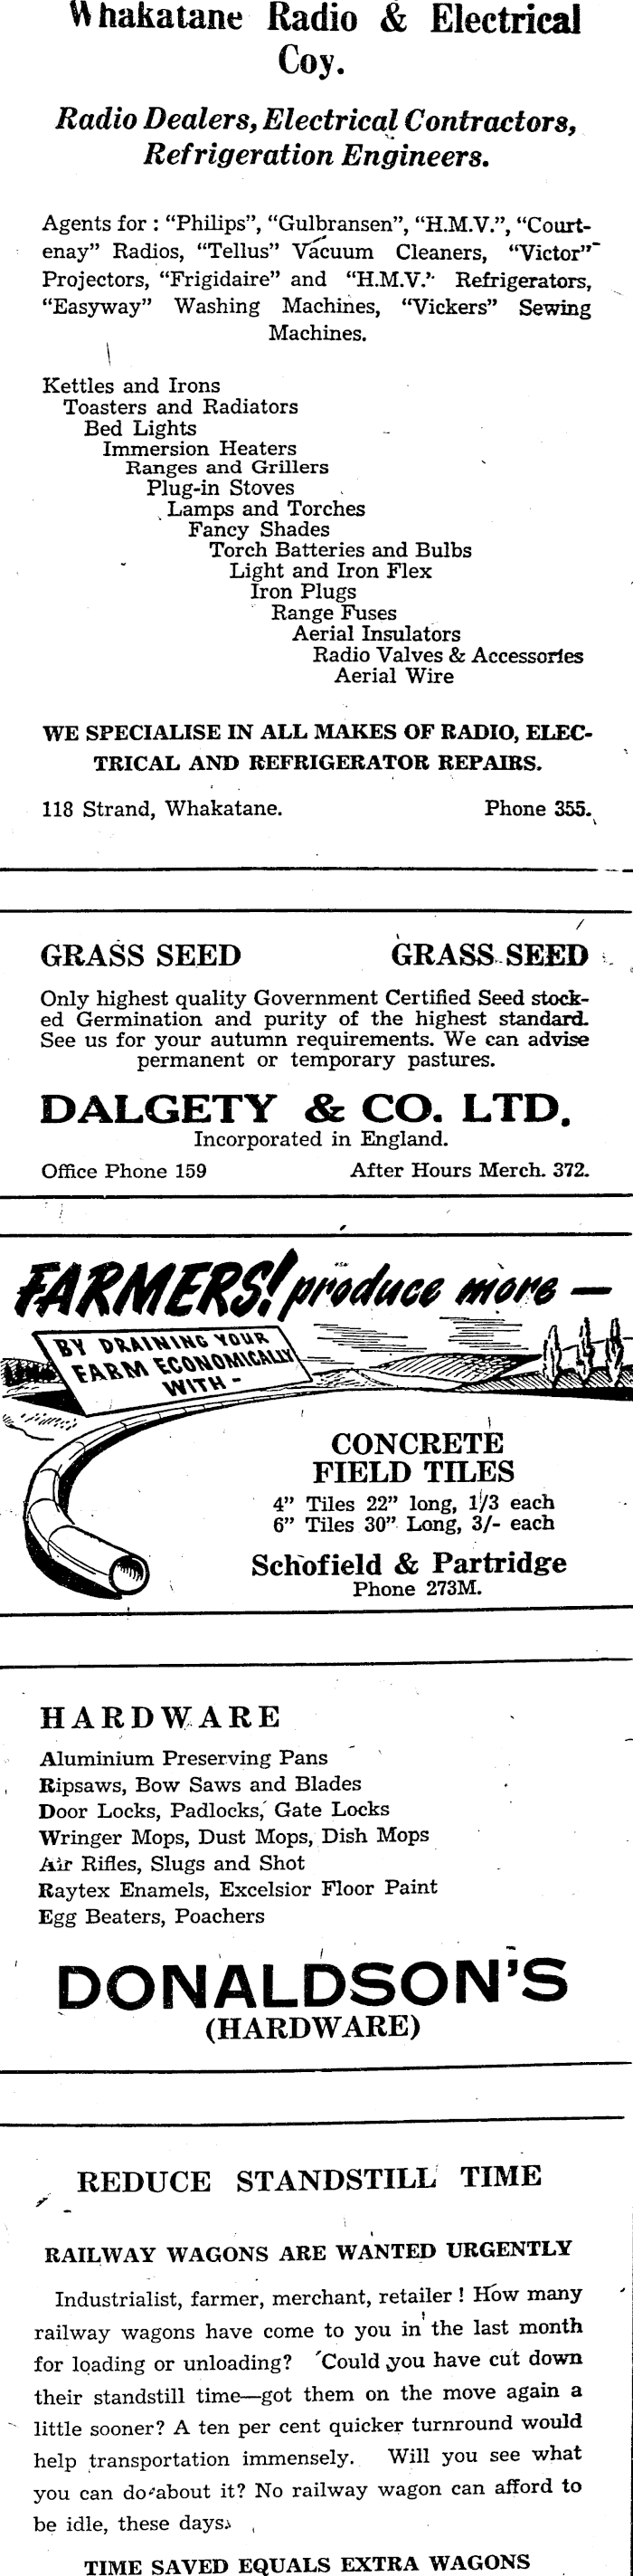 Whakatane Radio & Electrical
Coy.
Radio Dealers, Electrical Contractors,
Refrigeration Engineers.
Agents for : “Philips”, “Gulbransen”, “H.M.V.”, “Court-
enay” Radios, “Tellus” Vacuum Cleaners, “Victor”
Projectors, “Frigidaire” and “H.M.V.” Refrigerators,
“Easyway” Washing Machines, “Vickers” Sewing
Machines.
Kettles and Irons
Toasters and Radiators
Bed Lights
Immersion Heaters
Ranges and Grillers
Plug-in Stoves
Lamps and Torches
Fancy Shades
Torch Batteries and Bulbs
Light and Iron Flex
Iron Plugs
Range Fuses
Aerial Insulators
Radio Valves & Accessories
Aerial Wire
WE SPECIALISE IN ALL MAKES OF RADIO, ELEC-
TRICAL AND REFRIGERATOR REPAIRS.
118 Strand, Whakatane. Phone 355.
GRASS SEED GRASS SEED
Only highest quality Government Certified Seed stock-
ed Germination and purity of the highest standard.
See us for your autumn requirements. We can advise
permanent or temporary pastures.
DALGETY & CO. LTD.
Incorporated in England.
Office Phone 159 After Hours Merch. 372.
FARMERS! produce more —
BY DRAINING YOUR
FARM ECONOMICALLY
WITH -
CONCRETE
FIELD TILES
4” Tiles 22” long, 1/3 each
6” Tiles 30” Long, 3/- each
Schofield & Partridge
Phone 273M.
HARDWARE
Aluminium Preserving Pans
Ripsaws, Bow Saws and Blades
Door Locks, Padlocks, Gate Locks
Wringer Mops, Dust Mops, Dish Mops
Air Rifles, Slugs and Shot
Raytex Enamels, Excelsior Floor Paint
Egg Beaters, Poachers
DONALDSON’S
(HARDWARE)
REDUCE STANDSTILL TIME
RAILWAY WAGONS ARE WANTED URGENTLY
Industrialist, farmer, merchant, retailer ! How many
railway wagons have come to you in the last month
for loading or unloading? Could you have cut down
their standstill time—got them on the move again a
little sooner? A ten per cent quicker turnround would
help transportation immensely. Will you see what
you can do about it? No railway wagon can afford to
be idle, these days.
TIME SAVED EQUALS EXTRA WAGONS